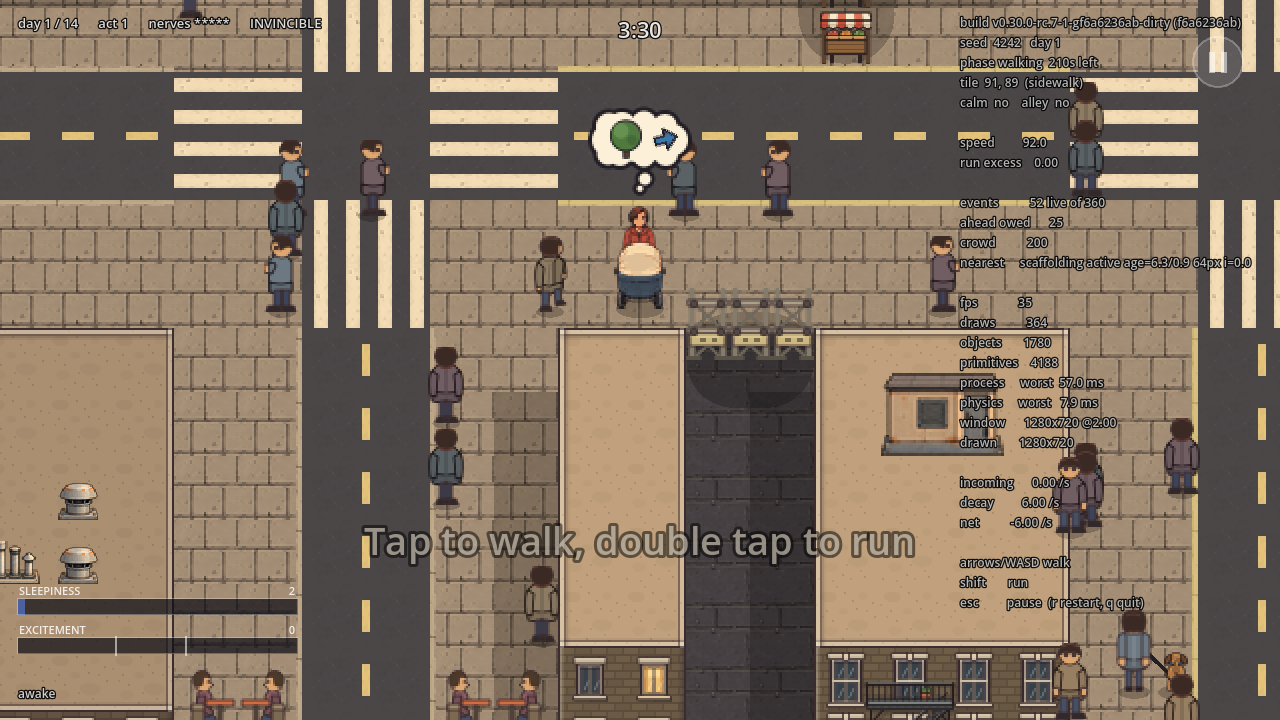 day 1 / 14 act 1 nerves ***** INVINCIBLE
3:30
build v0.30.0-rc.7-1-gf6a6236ab-dirty (f6a6236ab)
seed 4242 day 1
phase walking 210s left
tile 91, 89 (sidewalk)
calm no alley no
speed 92.0
run excess 0.00
events 52 live of 360
ahead owed 25
crowd 200
nearest scaffolding active age=6.3/0.9 64px i=0.0
fps 35
draws 364
objects 1780
primitives 4188
process worst 57.0 ms
physics worst 7.9 ms
window 1280x720 @2.00
drawn 1280x720
incoming 0.00 /s
decay 6.00 /s
net -6.00 /s
arrows/WASD walk
shift run
esc pause (r restart, q quit)
Tap to walk, double tap to run
SLEEPINESS 2
EXCITEMENT 0
awake